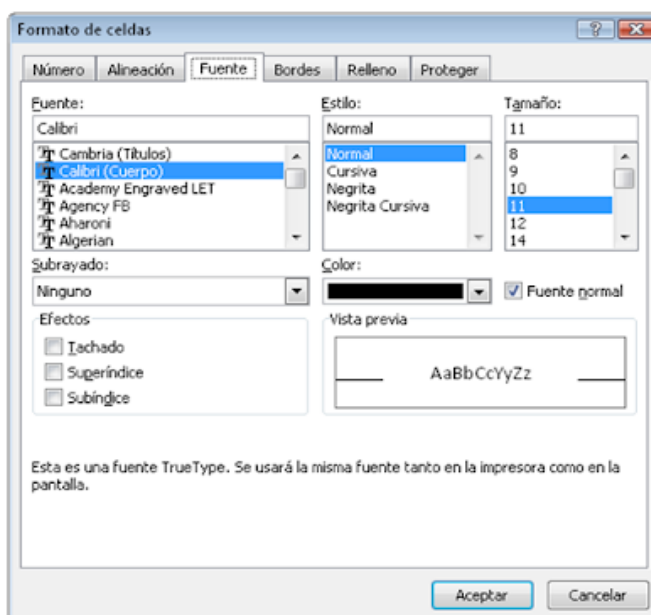 Formato de celdas
Número Alineación Fuente Bordes Relleno Proteger
Fuente: Estilo: Tamaño:
Calibri Normal 11
Cambria (Títulos) Normal 8
Calibri (Cuerpo) Cursiva 9
Academy Engraved LET Negrita 10
Agency FB Negrita Cursiva 11
Aharoni 12
Algerian 14
Subrayado: Color:
Ninguno Fuente normal
Efectos Vista previa
Tachado
Superíndice AaBbCcYyZz
Subíndice
Esta es una fuente TrueType. Se usará la misma fuente tanto en la impresora como en la
pantalla.
Aceptar Cancelar